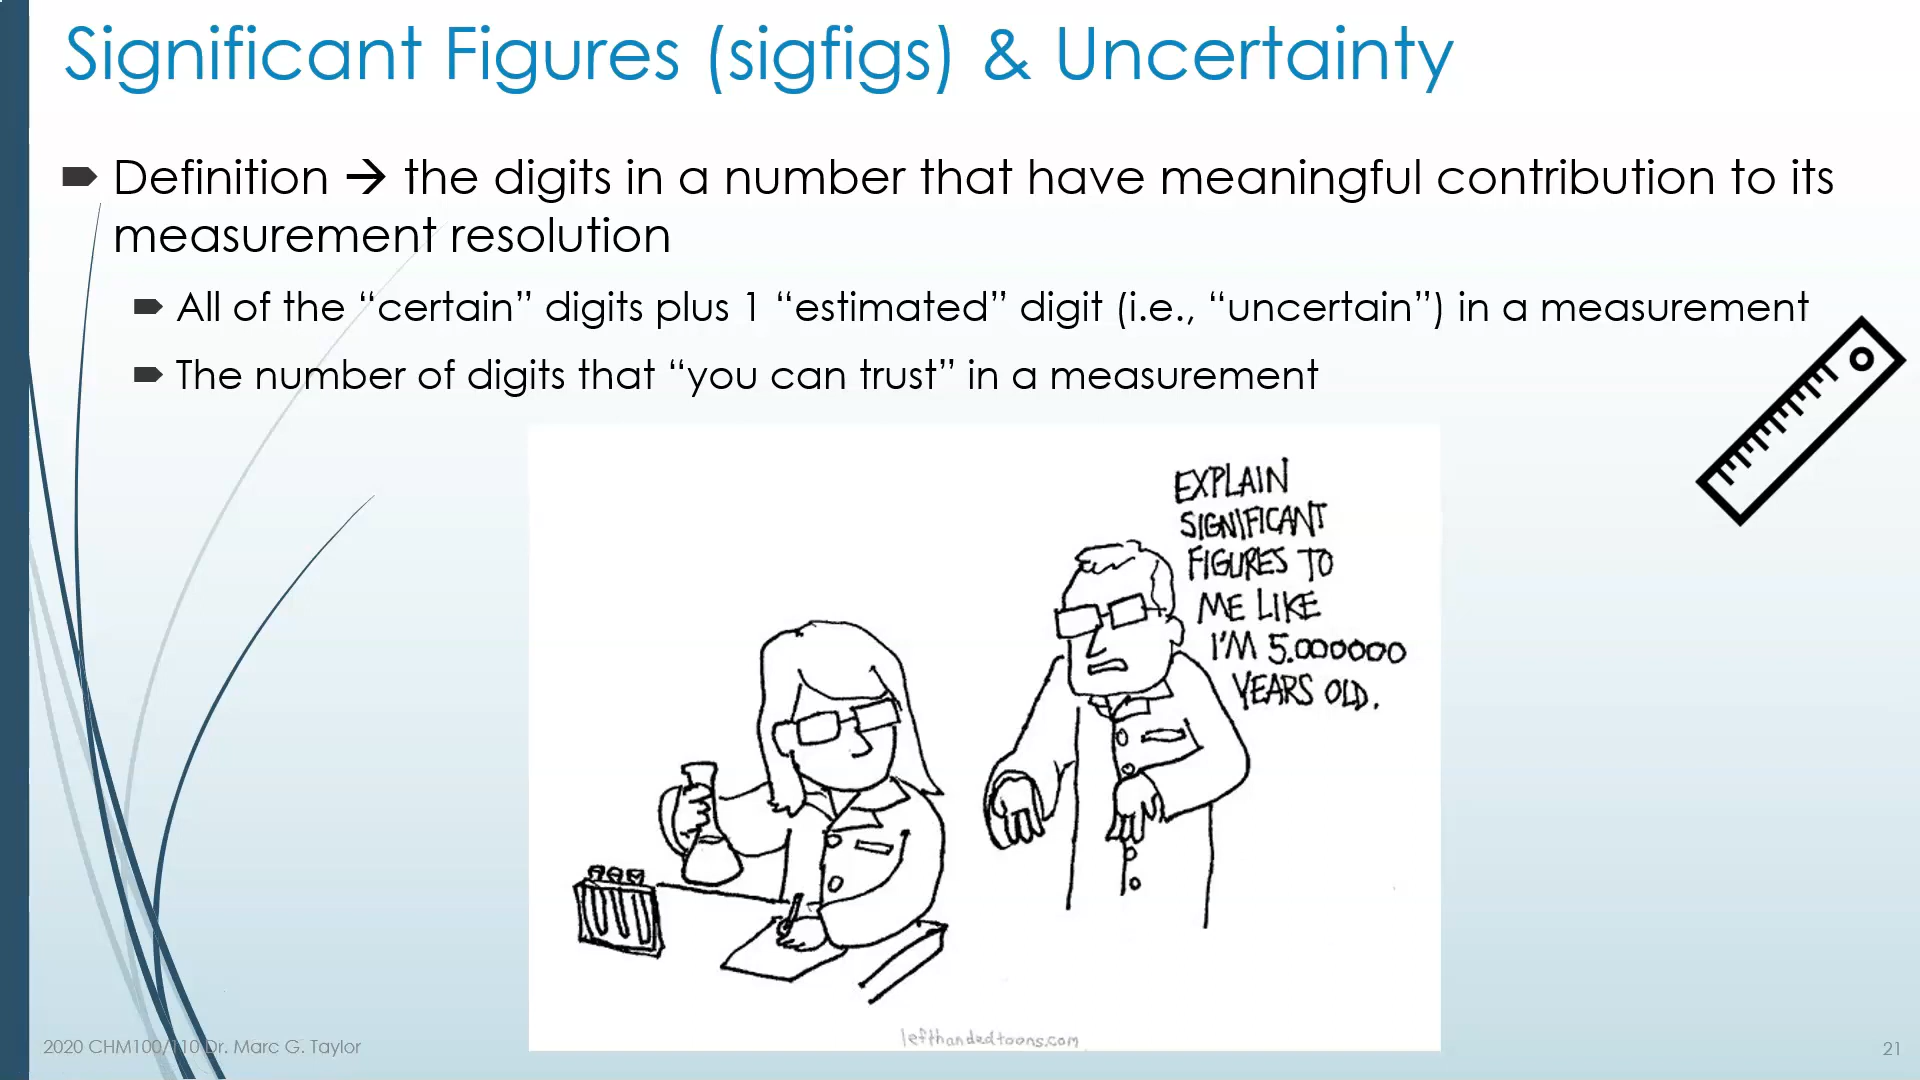 Significant Figures (sigfigs) & Uncertainty
Definition → the digits in a number that have meaningful contribution to its
measurement resolution
All of the “certain” digits plus 1 “estimated” digit (i.e., “uncertain”) in a measurement
The number of digits that “you can trust” in a measurement
EXPLAIN
SIGNIFICANT
FIGURES TO
ME LIKE
I'M 5.000000
YEARS OLD.
lefthandedtoons.com
2020 CHM100/110 Dr. Marc G. Taylor
21